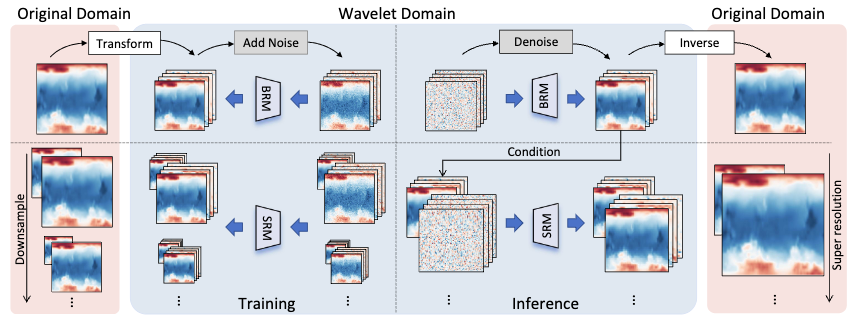 Original Domain
Wavelet Domain
Original Domain
Transform
Add Noise
Denoise
Inverse
BRM
BRM
Condition
Downsample
SRM
SRM
Super resolution
⋮
⋮
⋮
⋮
⋮
⋮
Training
Inference